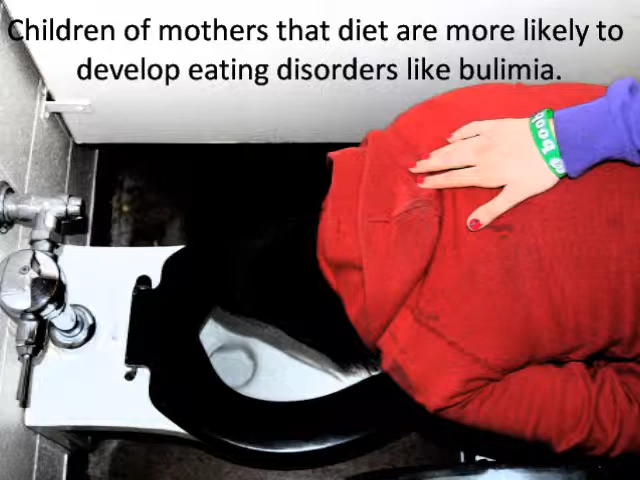 Children of mothers that diet are more likely to
develop eating disorders like bulimia.